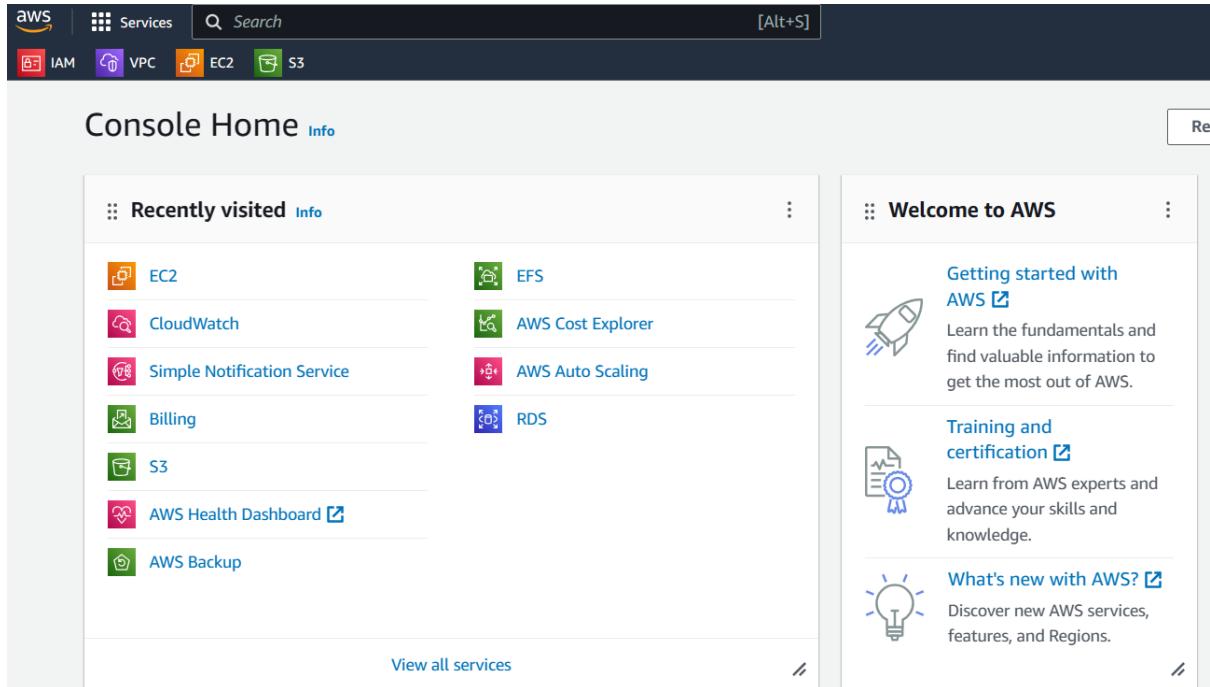 aws
Services
Search
[Alt+S]
IAM
VPC
EC2
S3
Console Home Info
Re
Recently visited Info
EC2
CloudWatch
Simple Notification Service
Billing
S3
AWS Health Dashboard
AWS Backup
EFS
AWS Cost Explorer
AWS Auto Scaling
RDS
View all services
Welcome to AWS
Getting started with
AWS
Learn the fundamentals and
find valuable information to
get the most out of AWS.
Training and
certification
Learn from AWS experts and
advance your skills and
knowledge.
What's new with AWS?
Discover new AWS services,
features, and Regions.